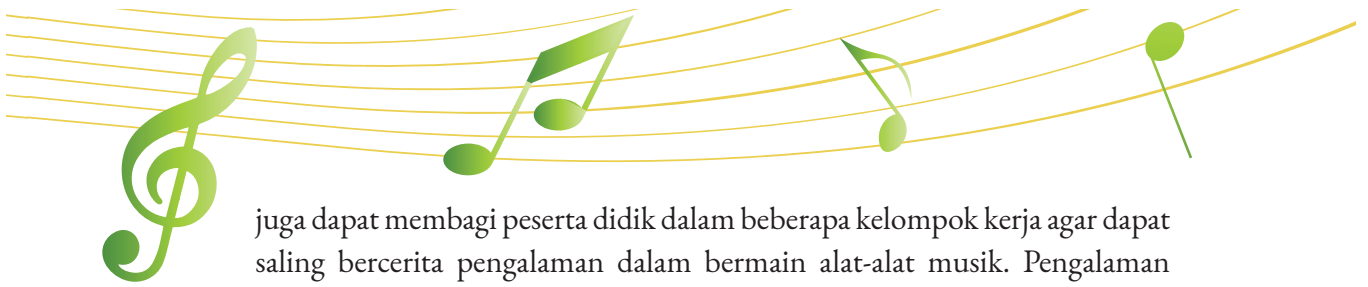 juga dapat membagi peserta didik dalam beberapa kelompok kerja agar dapat
saling bercerita pengalaman dalam bermain alat-alat musik. Pengalaman